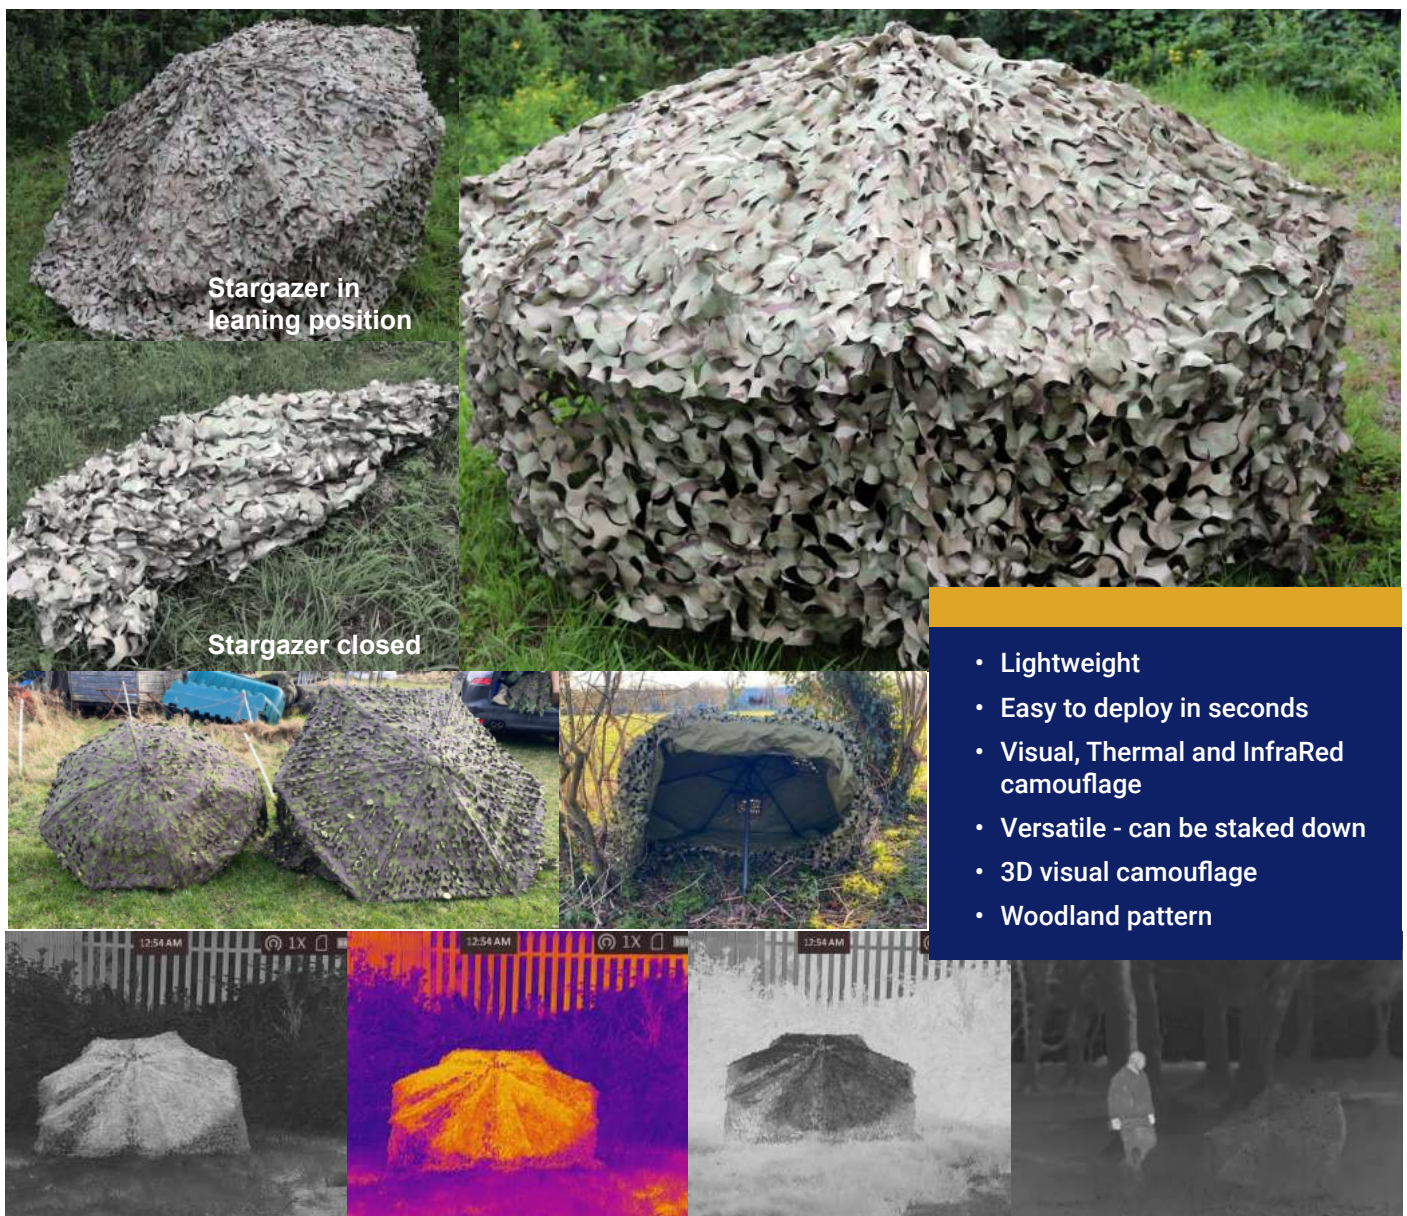 Stargazer in
leaning position
Stargazer closed
• Lightweight
• Easy to deploy in seconds
• Visual, Thermal and InfraRed
camouflage
• Versatile - can be staked down
• 3D visual camouflage
• Woodland pattern
12:54 AM 1X
12:54 AM 1X
12:54 AM